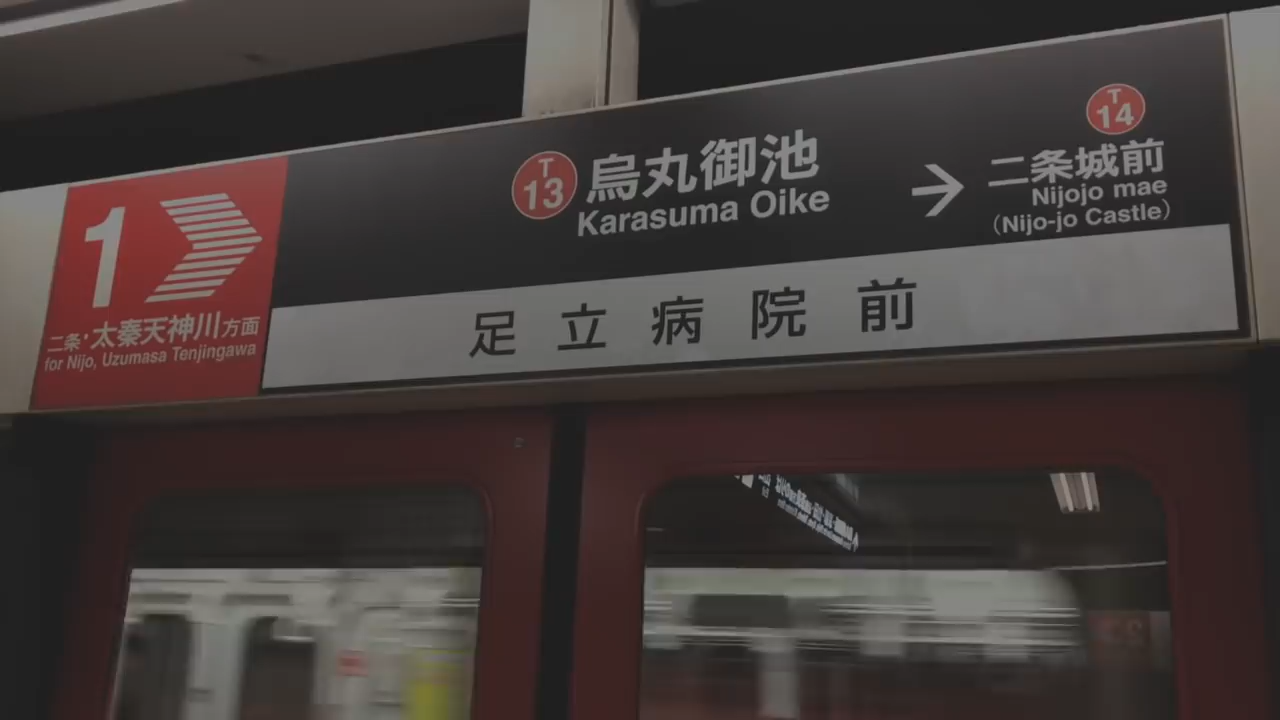 1
二条・太秦天神川方面
for Nijo, Uzumasa Tenjingawa
T
13
烏丸御池
Karasuma Oike
T
14
二条城前
Nijojo mae
(Nijo-jo Castle)
足立病院前